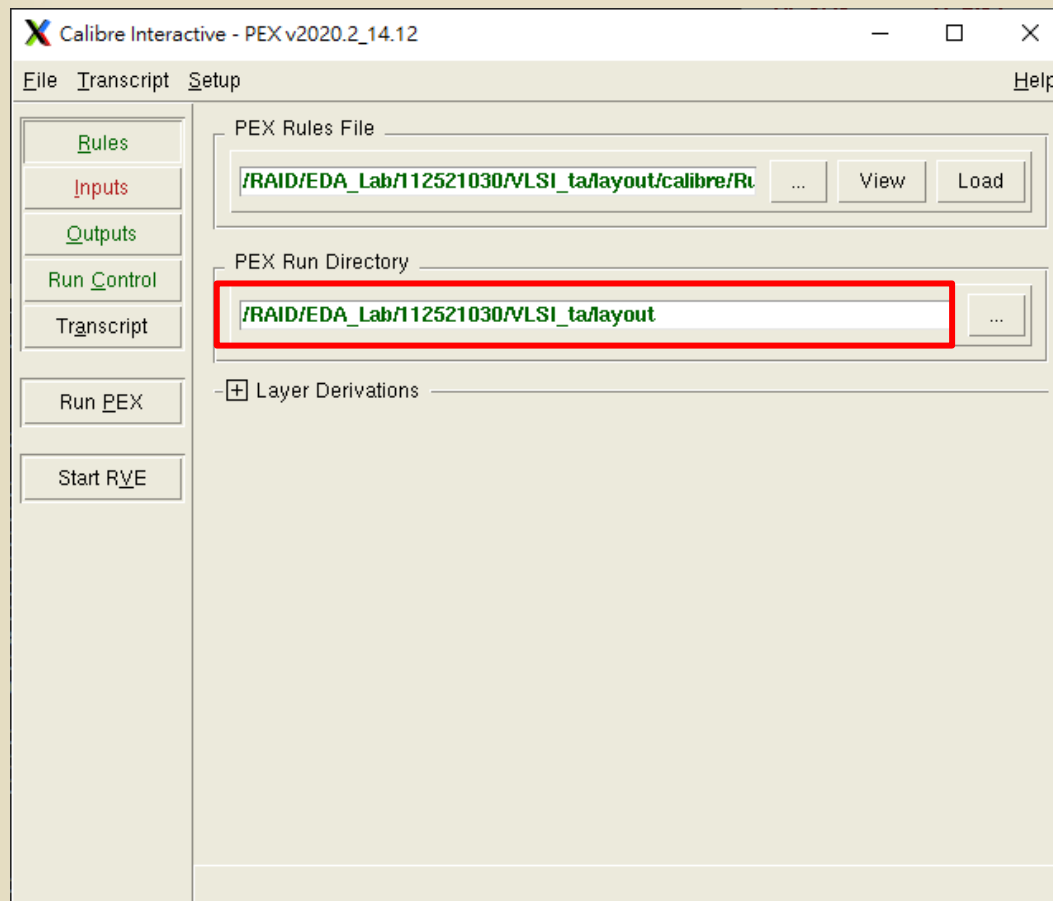 Calibre Interactive - PEX v2020.2_14.12
File Transcript Setup Help
Rules
Inputs
Outputs
Run Control
Transcript
Run PEX
Start RVE
PEX Rules File
/RAID/EDA_Lab/112521030/VLSI_ta/layout/calibre/Ru ... View Load
PEX Run Directory
/RAID/EDA_Lab/112521030/VLSI_ta/layout ...
Layer Derivations